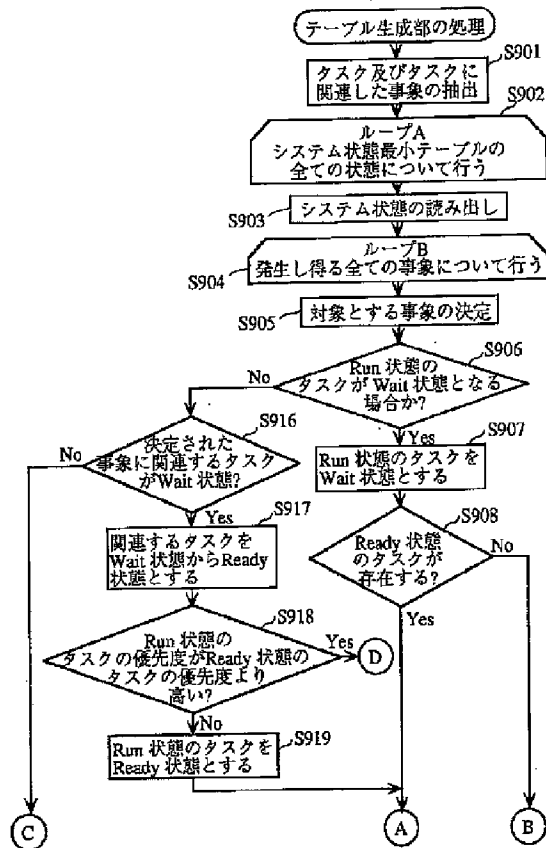 テーブル生成部の処理
S901
タスク及びタスクに
関連した事象の抽出
S902
ループA
システム状態最小テーブルの
全ての状態について行う
S903
システム状態の読み出し
ループB
発生し得る全ての事象について行う
S904
S905
対象とする事象の決定
S906
Run 状態の
タスクが Wait 状態となる
場合か?
No
Yes
S916
決定された
事象に関連するタスク
がWait 状態?
No
Yes
S907
Run 状態のタスクを
Wait 状態とする
S917
関連するタスクを
Wait 状態からReady
状態とする
S908
Ready 状態
のタスクが
存在する?
No
Yes
S918
Run 状態の
タスクの優先度がReady 状態の
タスクの優先度より
高い?
Yes
D
No
S919
Run 状態のタスクを
Ready 状態とする
C
A
B